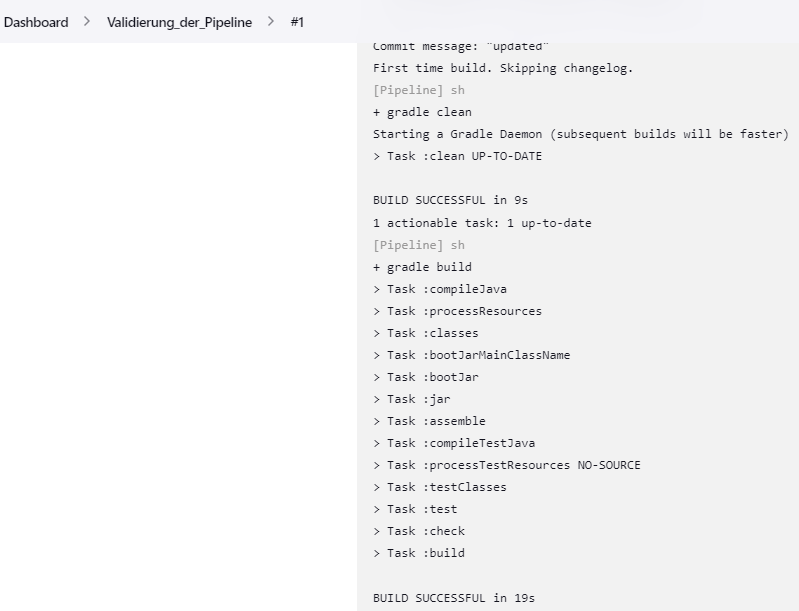 Dashboard > Validierung_der_Pipeline > #1
Commit message: "updated"
First time build. Skipping changelog.
[Pipeline] sh
+ gradle clean
Starting a Gradle Daemon (subsequent builds will be faster)
> Task :clean UP-TO-DATE
BUILD SUCCESSFUL in 9s
1 actionable task: 1 up-to-date
[Pipeline] sh
+ gradle build
> Task :compileJava
> Task :processResources
> Task :classes
> Task :bootJarMainClassName
> Task :bootJar
> Task :jar
> Task :assemble
> Task :compileTestJava
> Task :processTestResources NO-SOURCE
> Task :testClasses
> Task :test
> Task :check
> Task :build
BUILD SUCCESSFUL in 19s